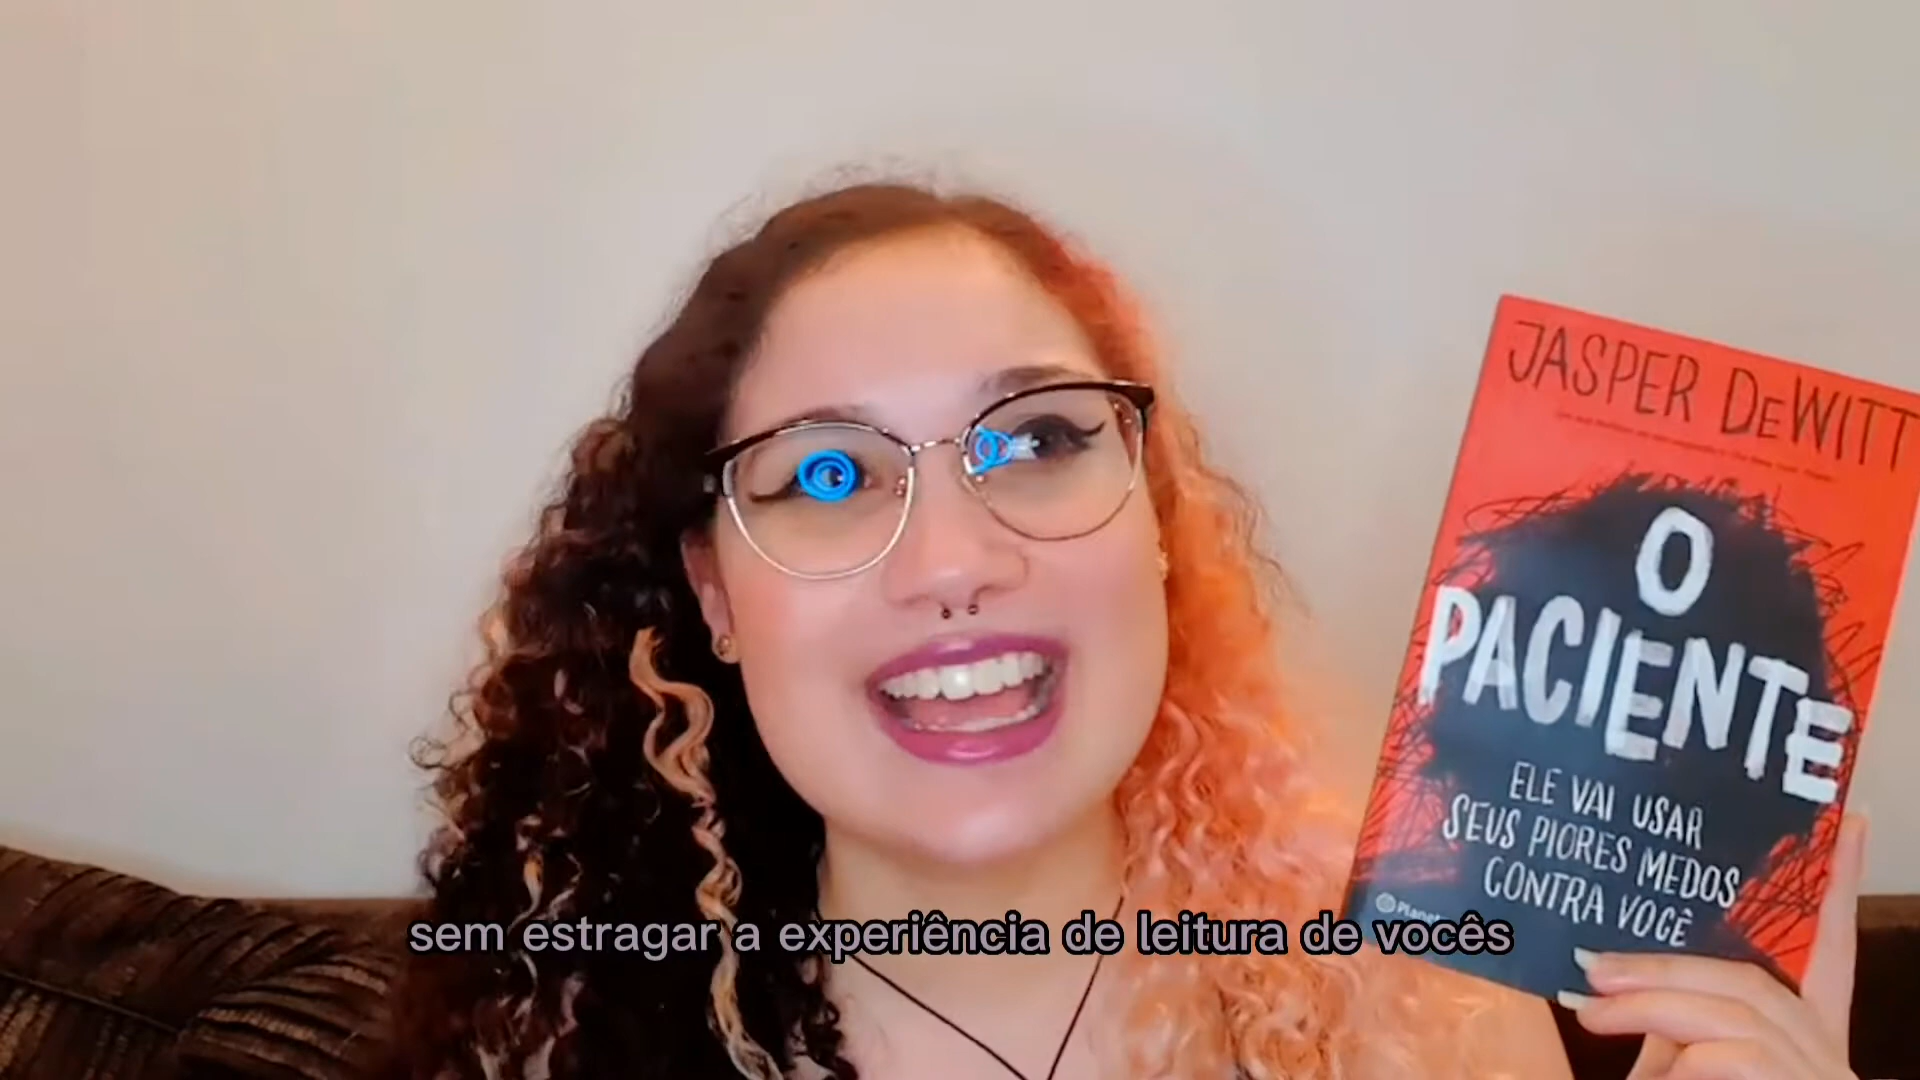 JASPER DEWITT
O
PACIENTE
ELE VAI USAR
SEUS PIORES MEDOS
CONTRA VOCÊ
sem estragar a experiência de leitura de vocês